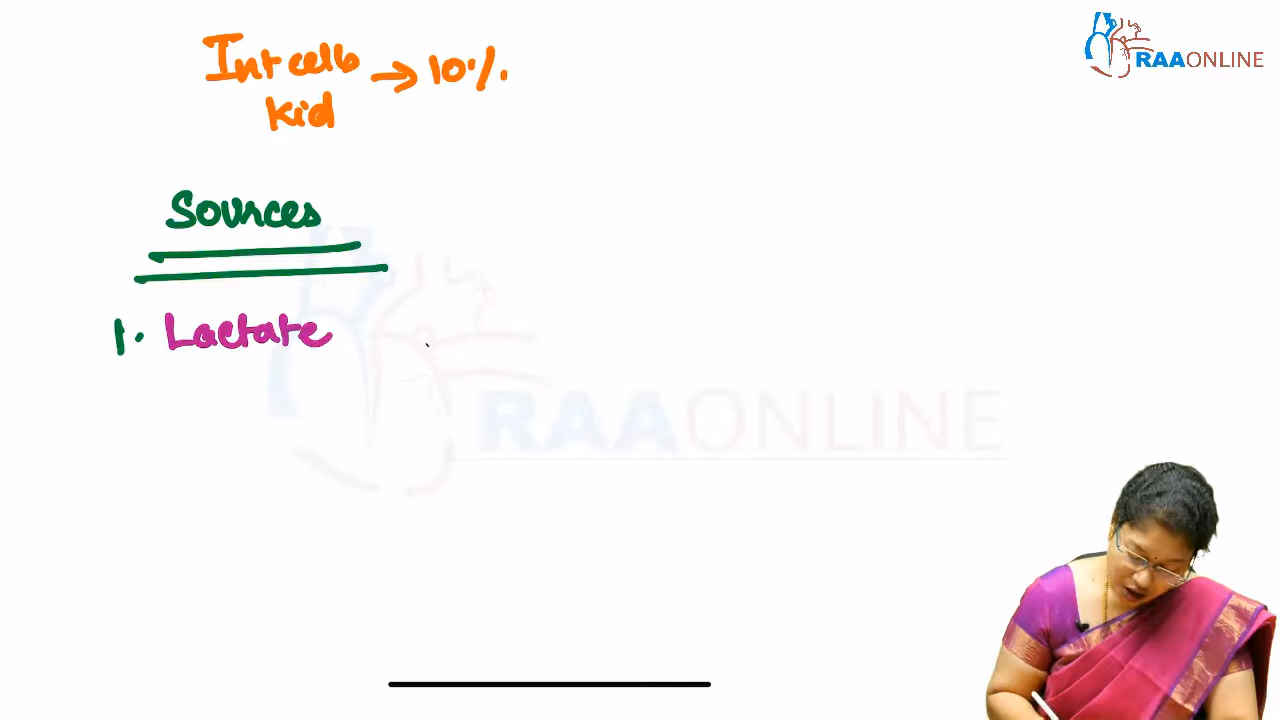 RAAONLINE
Int cells → 10%.
kid
Sources
1. Lactate
RAAONLINE